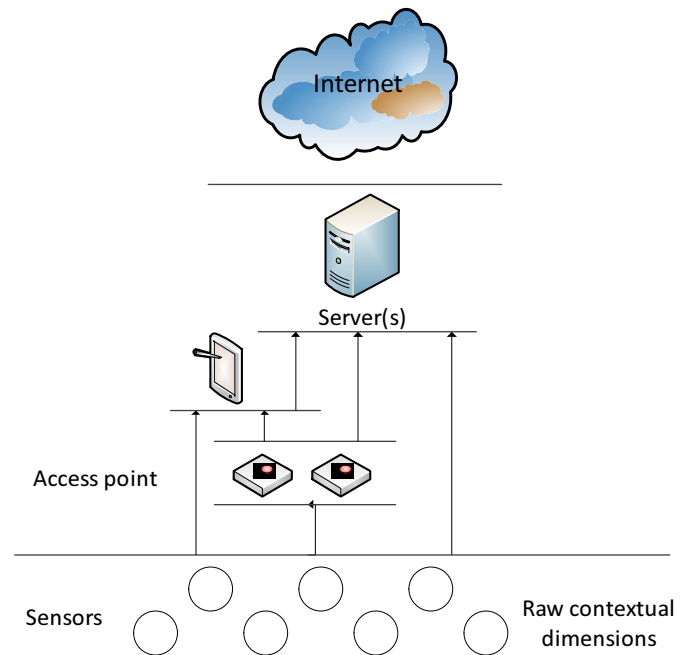 Internet
Server(s)
Access point
Sensors
Raw contextual
dimensions